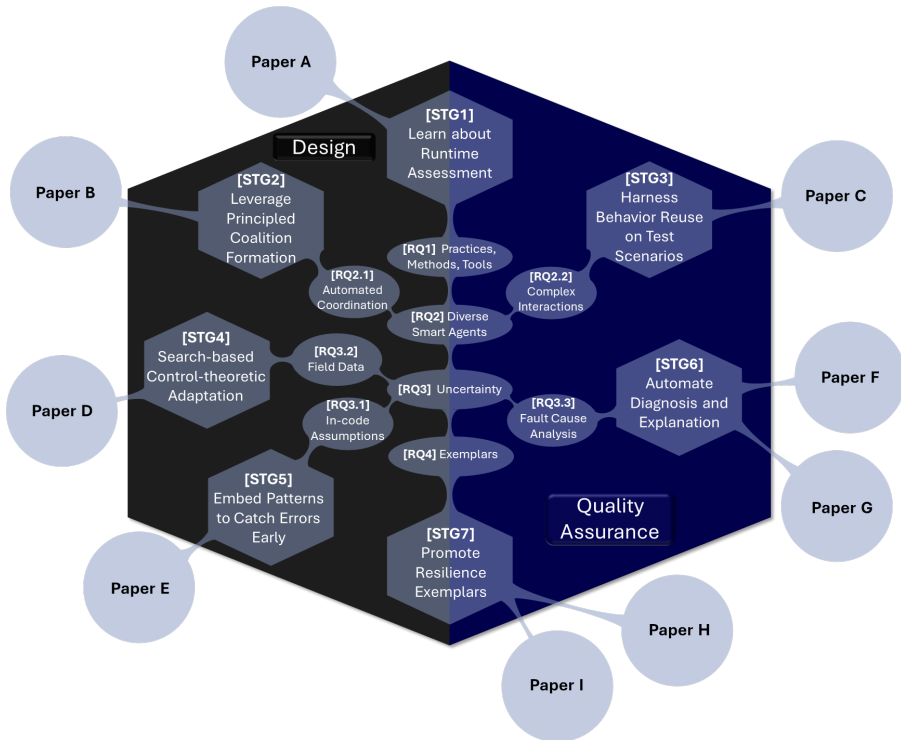 Paper A
[STG1]
Learn about
Runtime
Assessment
Design
Paper B
[STG2]
Leverage
Principled
Coalition
Formation
[STG3]
Harness
Behavior Reuse
on Test
Scenarios
Paper C
[RQ1] Practices,
Methods, Tools
[RQ2.1]
Automated
Coordination
[RQ2.2]
Complex
Interactions
[RQ2] Diverse
Smart Agents
[STG4]
Search-based
Control-theoretic
Adaptation
[RQ3.2]
Field Data
Paper D
[RQ3] Uncertainty
[STG6]
Automate
Diagnosis and
Explanation
Paper F
[RQ3.1]
In-code
Assumptions
[RQ3.3]
Fault Cause
Analysis
[RQ4] Exemplars
[STG5]
Embed Patterns
to Catch Errors
Early
Paper G
Quality
Assurance
[STG7]
Promote
Resilience
Exemplars
Paper E
Paper H
Paper I